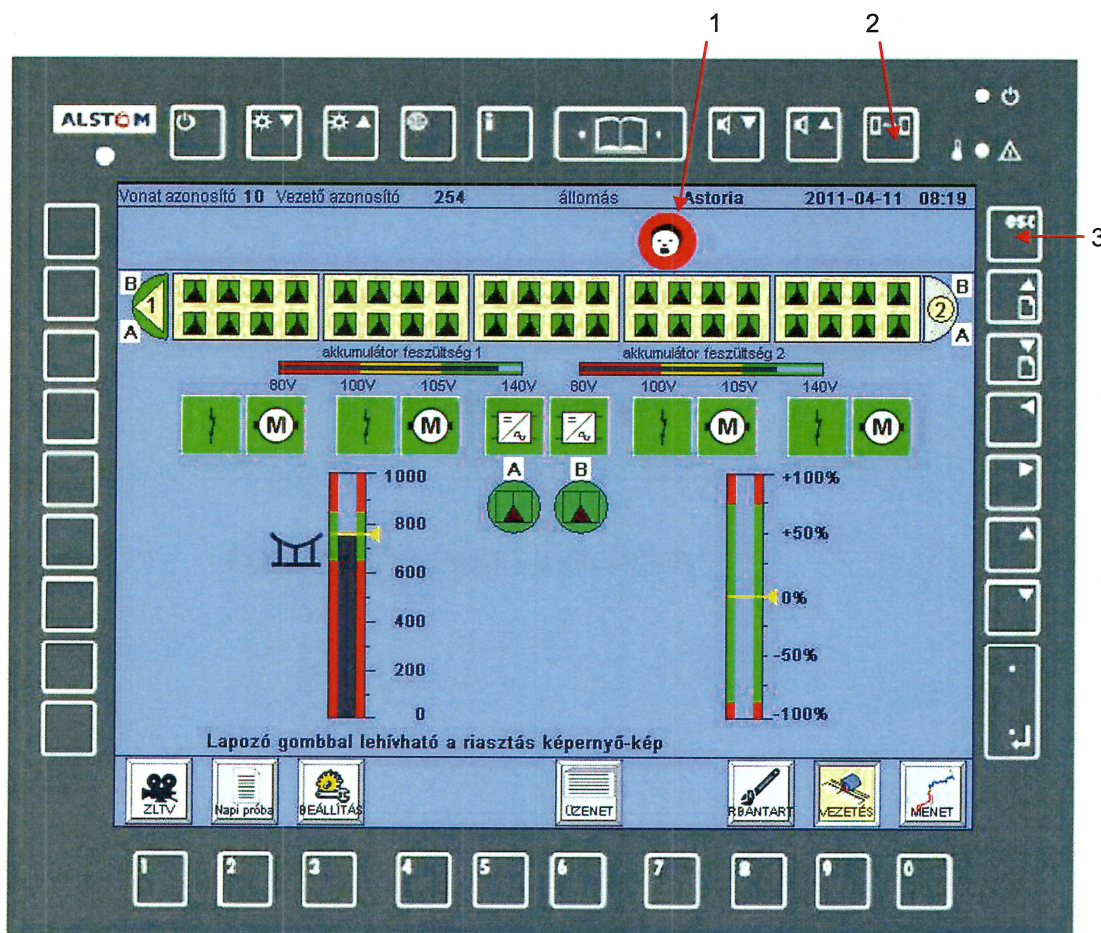 1 2
ALSTOM
i
Vonat azonosító 10 Vezető azonosító 254 állomás Astoria 2011-04-11 08:19
esc
3
B B
1 2
A A
akkumulátor feszültség 1 akkumulátor feszültség 2
80V 100V 105V 140V 80V 100V 105V 140V
M M M M
A B
1000 +100%
800 +50%
600 0%
400 -50%
200 -100%
0
Lapozó gombbal lehívható a riasztás képernyő-kép
ZLTV Napi próba BEÁLLÍTÁS ÜZENET RBANTART VEZETÉS MENET
1 2 3 4 5 6 7 8 9 0